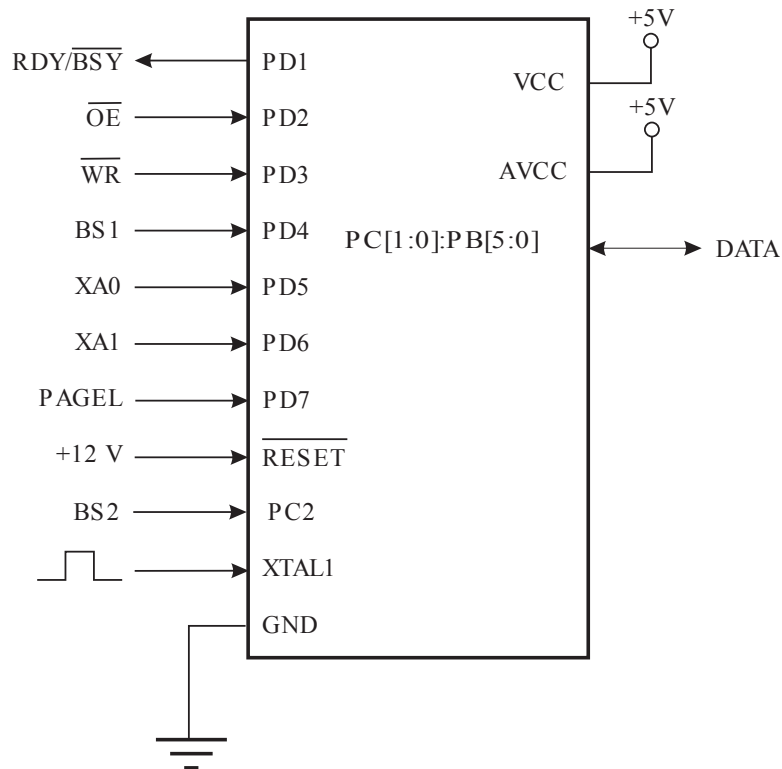 +5V
RDY/BSY
PD1
VCC
OE
PD2
+5V
WR
PD3
AVCC
BS1
PD4
PC[1:0]:PB[5:0]
DATA
XA0
PD5
XA1
PD6
PAGEL
PD7
+12 V
RESET
BS2
PC2
XTAL1
GND